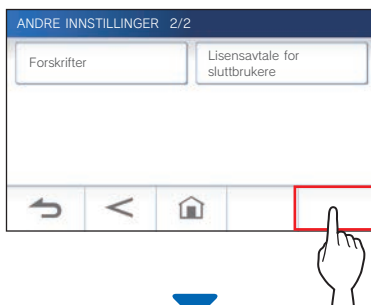 ANDRE INNSTILLINGER 2/2
Forskrifter
Lisensavtale for
sluttbrukere